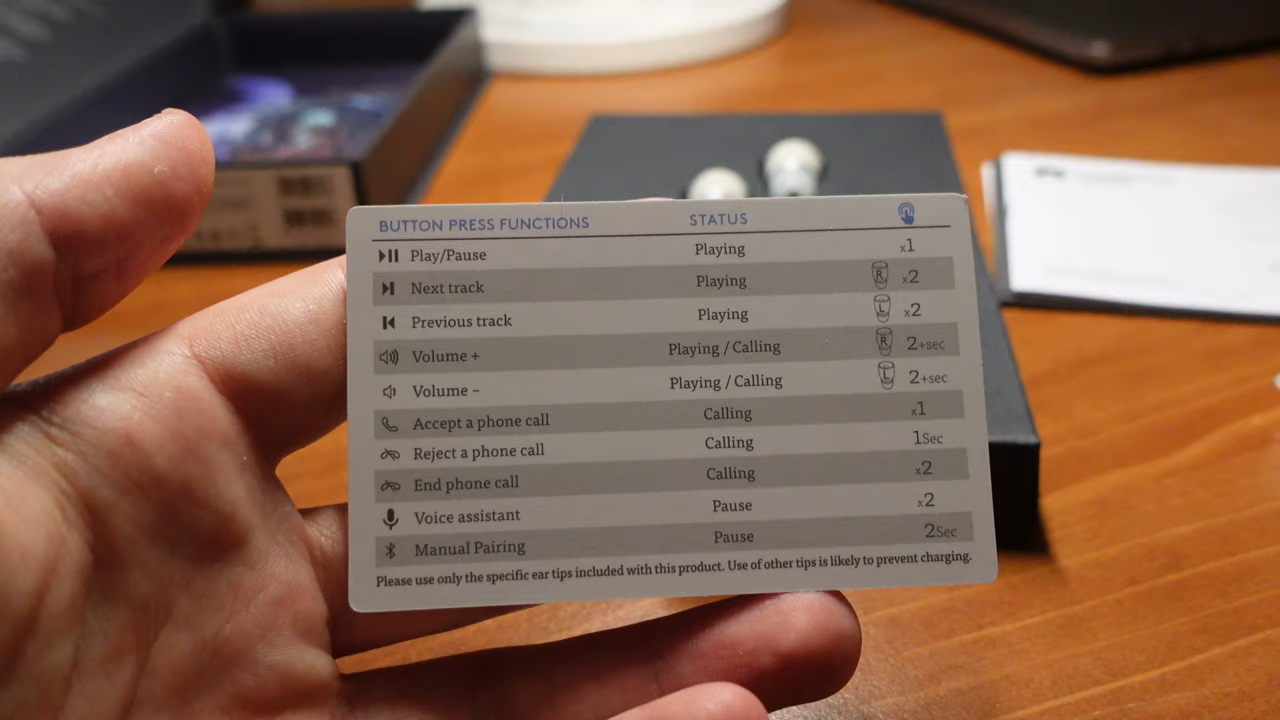 BUTTON PRESS FUNCTIONS STATUS
Play/Pause Playing x1
Next track Playing R x2
Previous track Playing L x2
Volume + Playing / Calling R 2+sec
Volume – Playing / Calling L 2+sec
Accept a phone call Calling x1
Reject a phone call Calling 1Sec
End phone call Calling x2
Voice assistant Pause x2
Manual Pairing Pause 2Sec
Please use only the specific ear tips included with this product. Use of other tips is likely to prevent charging.